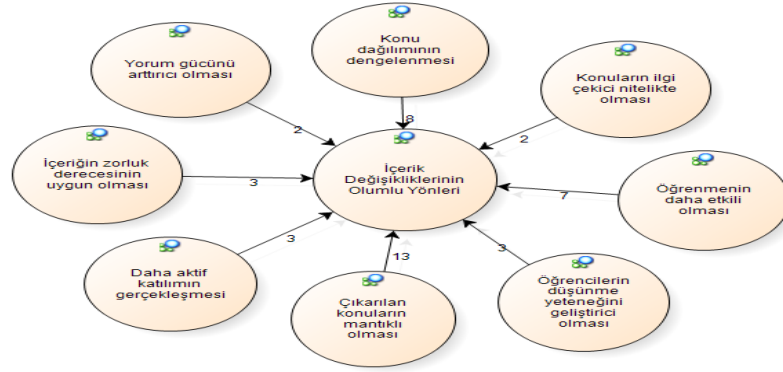 Yorum gücünü
arttırıcı olması
Konu
dağılımının
dengelenmesi
Konuların ilgi
çekici nitelikte
olması
2
8
2
İçeriğin zorluk
derecesinin
uygun olması
3
İçerik
Değişikliklerinin
Olumlu Yönleri
7
Öğrenmenin
daha etkili
olması
Daha aktif
katılımın
gerçekleşmesi
3
13
3
Çıkarılan
konuların
mantıklı
olması
Öğrencilerin
düşünme
yeteneğini
geliştirici
olması